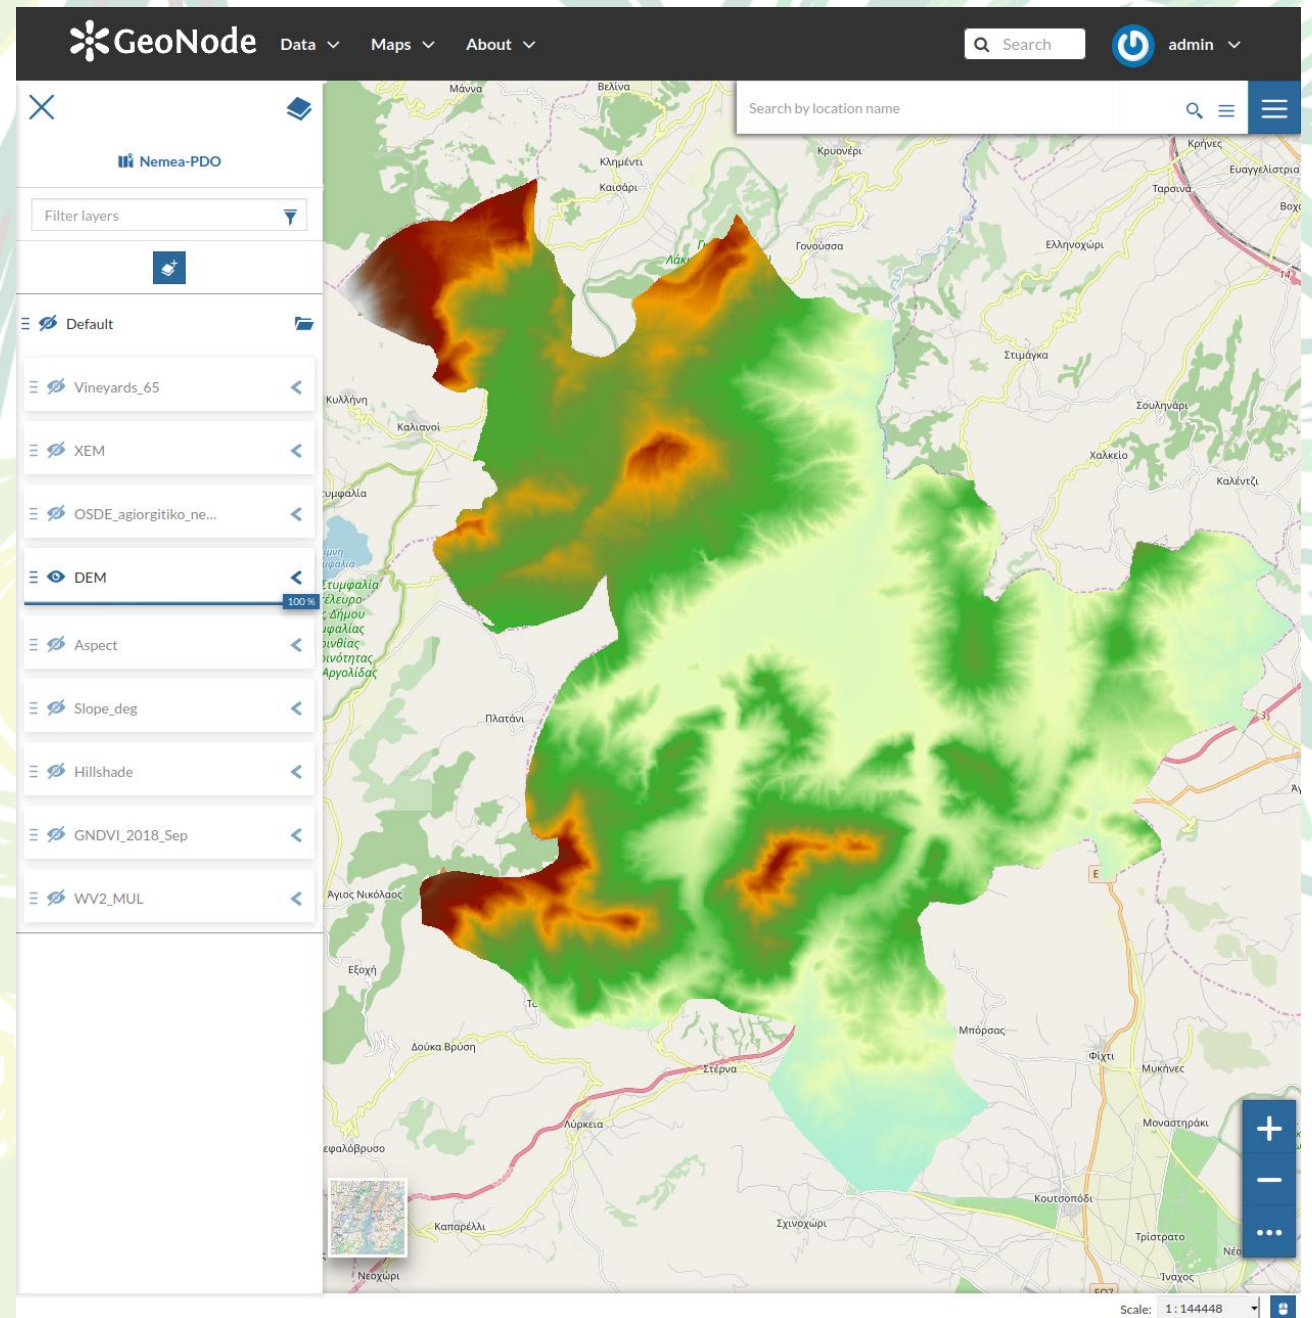 GeoNode Data Maps About Search admin
Search by location name
Nemea-PDO
Filter layers
Default
Vineyards_65
XEM
OSDE_agiorgitiko_ne...
DEM
100 %
Aspect
Slope_deg
Hillshade
GNDVI_2018_Sep
WV2_MUL
Μάννα
Βελίνα
Κλημέντι
Καισάρι
Κρυονέρι
Κρήνες
Ευαγγελίστρια
Ταρσινά
Γονούσσα
Ελληνοχώρι
Στιμάγκα
Σουληνάρι
Χαλκείο
Καλέντζι
Κυλλήνη
Καλιανοί
Πλατάνι
Άγιος Νικόλαος
Εξοχή
Δούκα Βρύση
Στέρνα
Λύρκεια
Μπόρσας
Φίχτι
Μυκήνες
Μοναστηράκι
εφαλόβρυσο
Καπαρέλλι
Νεοχώρι
Σχινοχώρι
Κουτσοπόδι
Τρίστρατο
Ίναχος
E
Scale: 1 : 144448